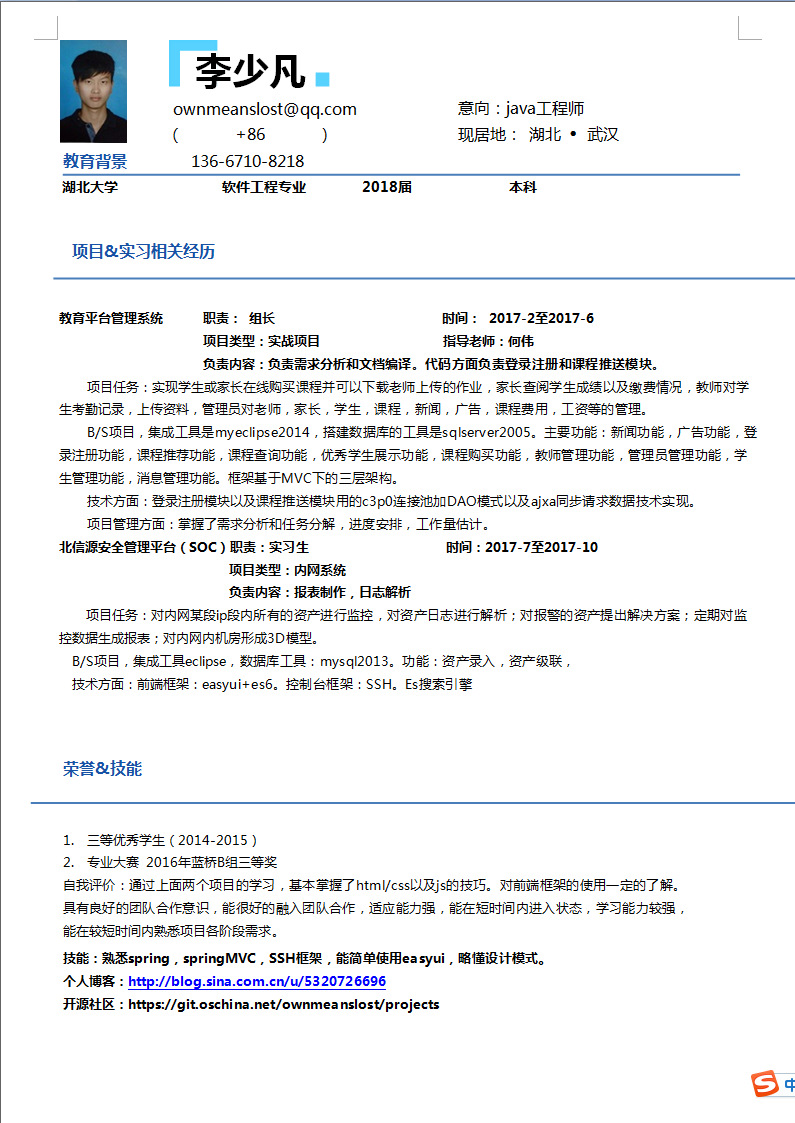 李少凡
ownmeanslost@qq.com 意向：java工程师
( +86 ) 现居地： 湖北 • 武汉
教育背景 136-6710-8218
湖北大学 软件工程专业 2018届 本科
项目&实习相关经历
教育平台管理系统 职责： 组长 时间： 2017-2至2017-6
项目类型：实战项目 指导老师：何伟
负责内容：负责需求分析和文档编译。代码方面负责登录注册和课程推送模块。
项目任务：实现学生或家长在线购买课程并可以下载老师上传的作业，家长查阅学生成绩以及缴费情况，教师对学
生考勤记录，上传资料，管理员对老师，家长，学生，课程，新闻，广告，课程费用，工资等的管理。
B/S项目，集成工具是myeclipse2014，搭建数据库的工具是sqlserver2005。主要功能：新闻功能，广告功能，登
录注册功能，课程推荐功能，课程查询功能，优秀学生展示功能，课程购买功能，教师管理功能，管理员管理功能，学
生管理功能，消息管理功能。框架基于MVC下的三层架构。
技术方面：登录注册模块以及课程推送模块用的c3p0连接池加DAO模式以及ajxa同步请求数据技术实现。
项目管理方面：掌握了需求分析和任务分解，进度安排，工作量估计。
北信源安全管理平台（SOC）职责：实习生 时间：2017-7至2017-10
项目类型：内网系统
负责内容：报表制作，日志解析
项目任务：对内网某段ip段内所有的资产进行监控，对资产日志进行解析；对报警的资产提出解决方案；定期对监
控数据生成报表；对内网内机房形成3D模型。
B/S项目，集成工具eclipse，数据库工具：mysql2013。功能：资产录入，资产级联，
技术方面：前端框架：easyui+es6。控制台框架：SSH。Es搜索引擎
荣誉&技能
1. 三等优秀学生（2014-2015）
2. 专业大赛 2016年蓝桥B组三等奖
自我评价：通过上面两个项目的学习，基本掌握了html/css以及js的技巧。对前端框架的使用一定的了解。
具有良好的团队合作意识，能很好的融入团队合作，适应能力强，能在短时间内进入状态，学习能力较强，
能在较短时间内熟悉项目各阶段需求。
技能：熟悉spring，springMVC，SSH框架，能简单使用easyui，略懂设计模式。
个人博客：http://blog.sina.com.cn/u/5320726696
开源社区：https://git.oschina.net/ownmeanslost/projects
S 中